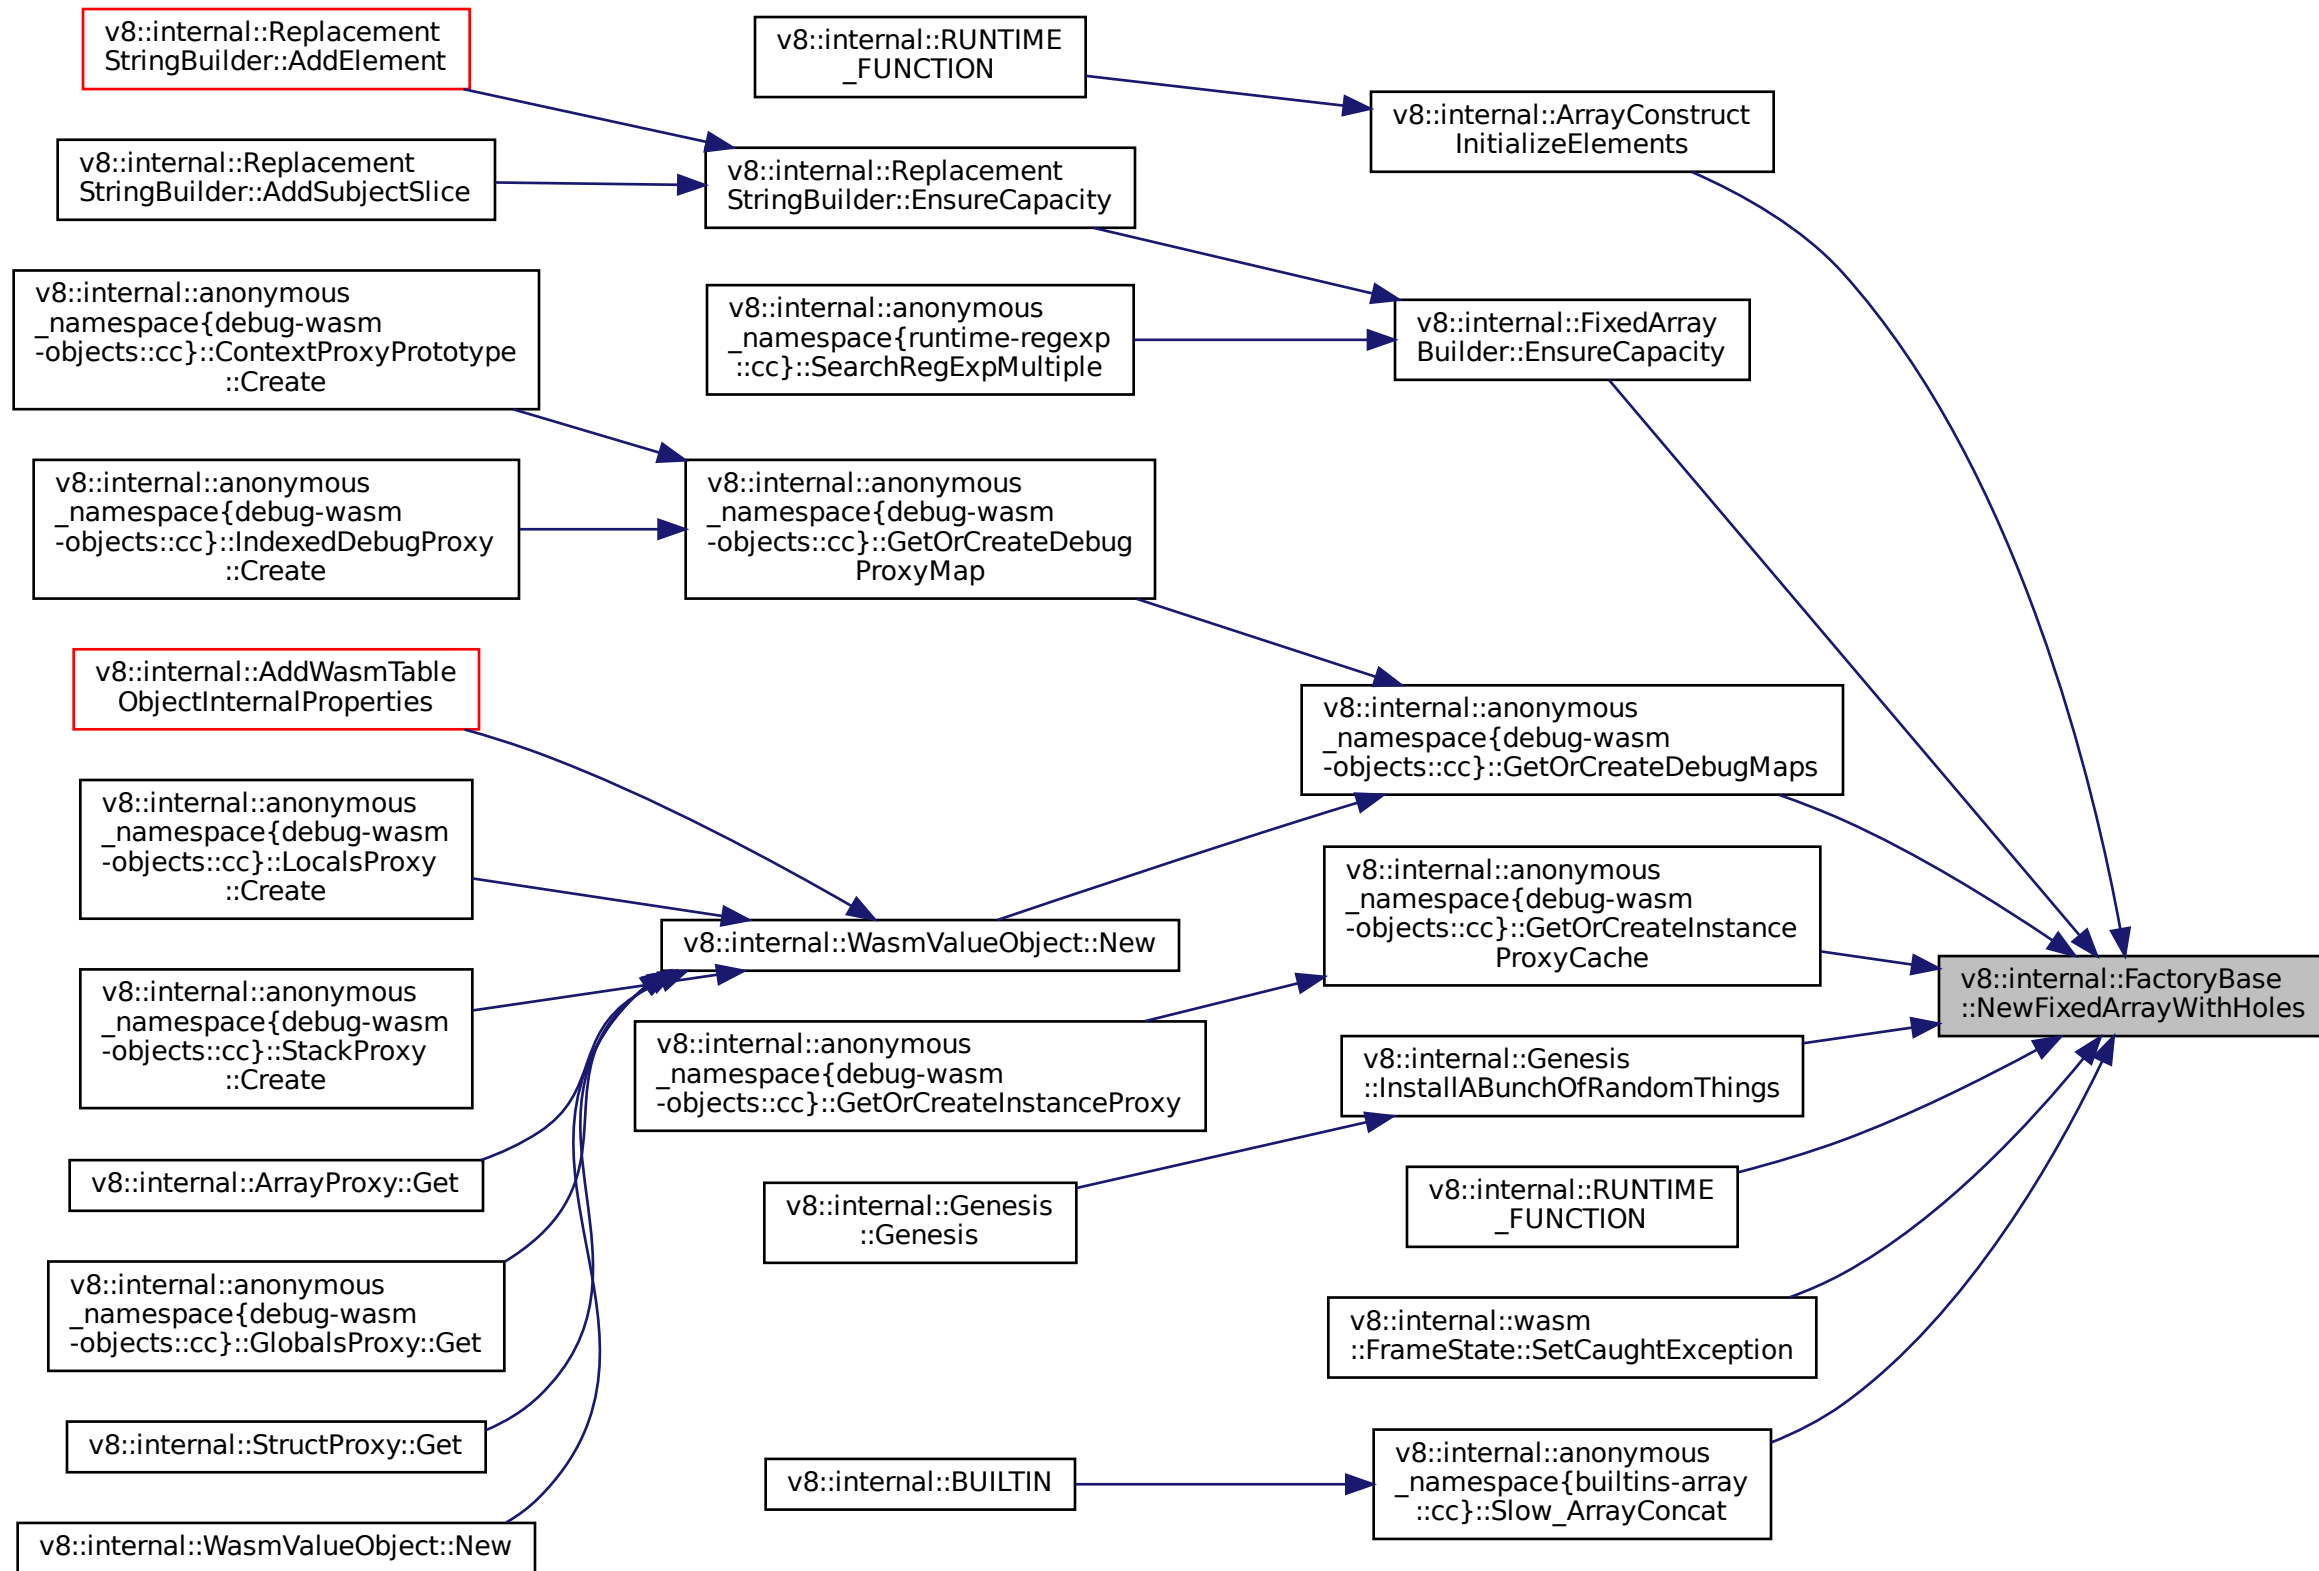 v8::internal::Replacement
StringBuilder::AddElement
v8::internal::RUNTIME
_FUNCTION
v8::internal::ArrayConstruct
InitializeElements
v8::internal::Replacement
StringBuilder::AddSubjectSlice
v8::internal::Replacement
StringBuilder::EnsureCapacity
v8::internal::anonymous
_namespace{debug-wasm
-objects::cc}::ContextProxyPrototype
::Create
v8::internal::anonymous
_namespace{runtime-regexp
::cc}::SearchRegExpMultiple
v8::internal::FixedArray
Builder::EnsureCapacity
v8::internal::anonymous
_namespace{debug-wasm
-objects::cc}::IndexedDebugProxy
::Create
v8::internal::anonymous
_namespace{debug-wasm
-objects::cc}::GetOrCreateDebug
ProxyMap
v8::internal::AddWasmTable
ObjectInternalProperties
v8::internal::anonymous
_namespace{debug-wasm
-objects::cc}::GetOrCreateDebugMaps
v8::internal::anonymous
_namespace{debug-wasm
-objects::cc}::LocalsProxy
::Create
v8::internal::WasmValueObject::New
v8::internal::anonymous
_namespace{debug-wasm
-objects::cc}::GetOrCreateInstance
ProxyCache
v8::internal::FactoryBase
::NewFixedArrayWithHoles
v8::internal::anonymous
_namespace{debug-wasm
-objects::cc}::StackProxy
::Create
v8::internal::anonymous
_namespace{debug-wasm
-objects::cc}::GetOrCreateInstanceProxy
v8::internal::Genesis
::InstallABunchOfRandomThings
v8::internal::ArrayProxy::Get
v8::internal::Genesis
::Genesis
v8::internal::RUNTIME
_FUNCTION
v8::internal::anonymous
_namespace{debug-wasm
-objects::cc}::GlobalsProxy::Get
v8::internal::wasm
::FrameState::SetCaughtException
v8::internal::StructProxy::Get
v8::internal::BUILTIN
v8::internal::anonymous
_namespace{builtins-array
::cc}::Slow_ArrayConcat
v8::internal::WasmValueObject::New